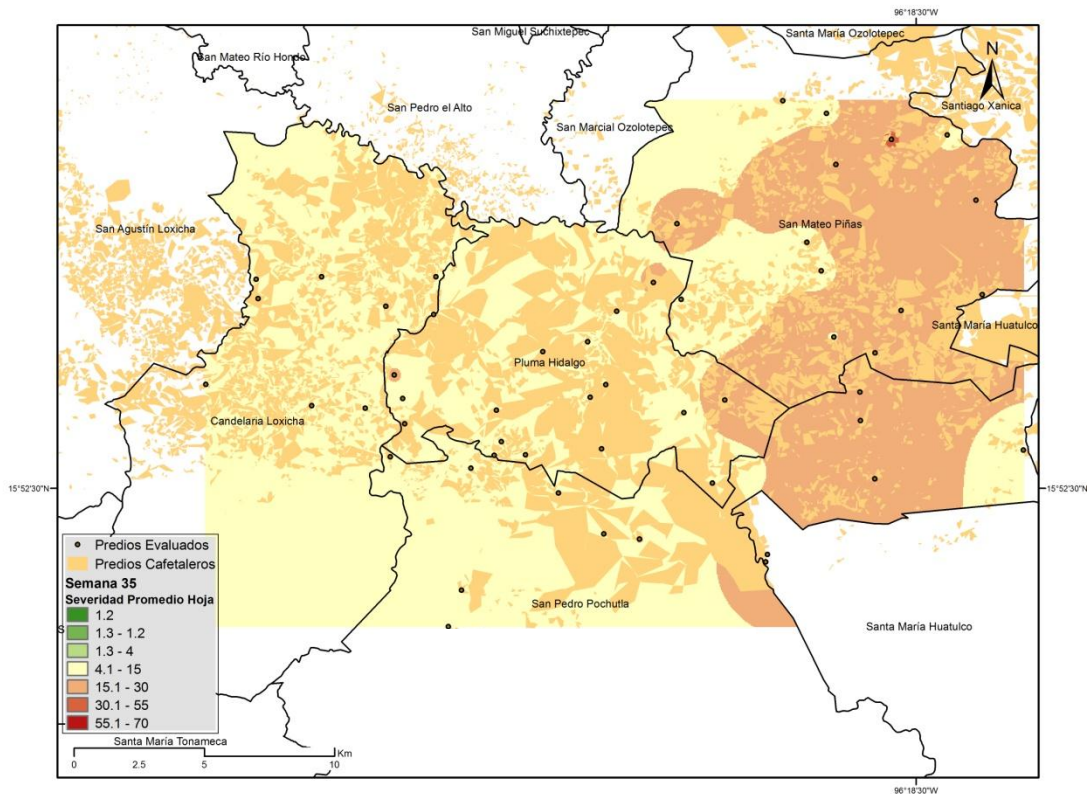 96°18'30"W
San Miguel Suchixtepec
Santa María Ozolotepec
San Mateo Río Hondo
N
San Pedro el Alto
Santiago Xanica
San Marcial Ozolotepec
San Agustín Loxicha
San Mateo Piñas
Santa María Huatulco
Pluma Hidalgo
Candelaria Loxicha
15°52'30"N
15°52'30"N
Predios Evaluados
Predios Cafetaleros
Semana 35
Severidad Promedio Hoja
1.2
1.3 - 1.2
1.3 - 4
4.1 - 15
15.1 - 30
30.1 - 55
55.1 - 70
San Pedro Pochutla
Santa María Huatulco
S
Santa María Tonameca
Km
0 5 10
96°18'30"W